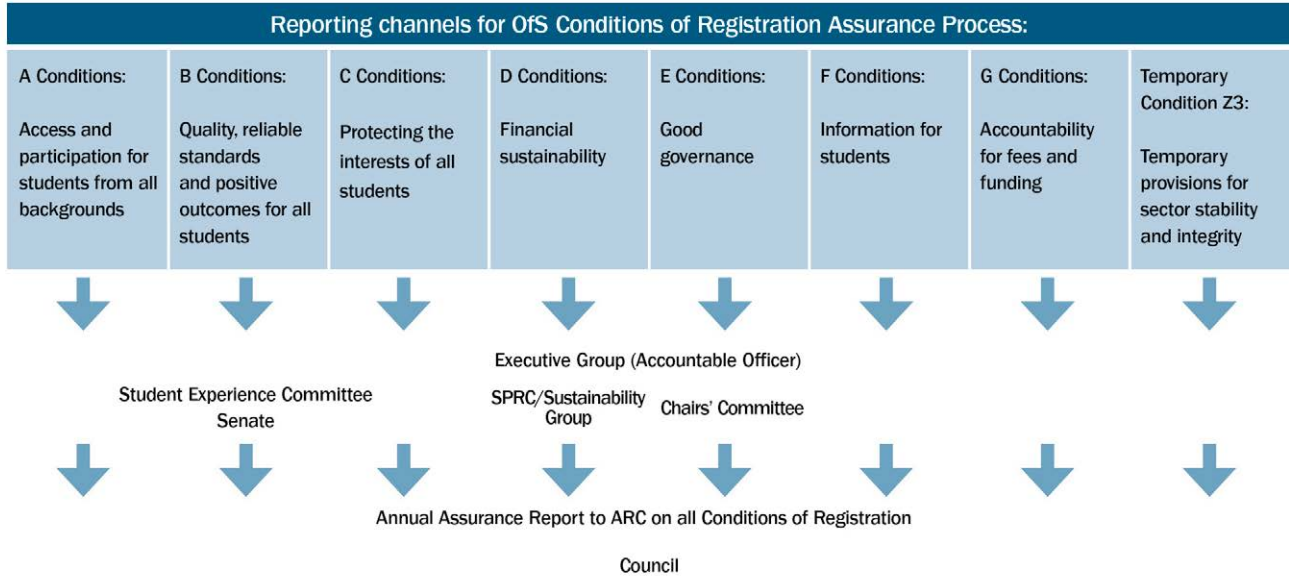 Reporting channels for OfS Conditions of Registration Assurance Process:
A Conditions:
Access and
participation for
students from all
backgrounds
B Conditions:
Quality, reliable
standards
and positive
outcomes for all
students
C Conditions:
Protecting the
interests of all
students
D Conditions:
Financial
sustainability
E Conditions:
Good
governance
F Conditions:
Information for
students
G Conditions:
Accountability
for fees and
funding
Temporary
Condition Z3:
Temporary
provisions for
sector stability
and integrity
Executive Group (Accountable Officer)
Student Experience Committee
Senate
SPRC/Sustainability
Group
Chairs' Committee
Annual Assurance Report to ARC on all Conditions of Registration
Council